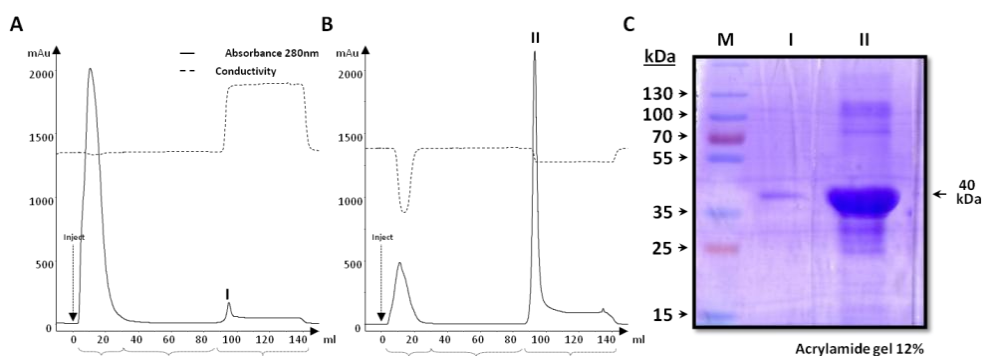 A
mAu
2000
1500
1000
500
0
Absorbance 280nm
Conductivity
Inject
I
0 20 40 60 80 100 120 140 ml
B
mAu
2000
1500
1000
500
0
II
Inject
0 20 40 60 80 100 120 140 ml
C
kDa
M I II
130
100
70
55
35
25
15
40
kDa
Acrylamide gel 12%